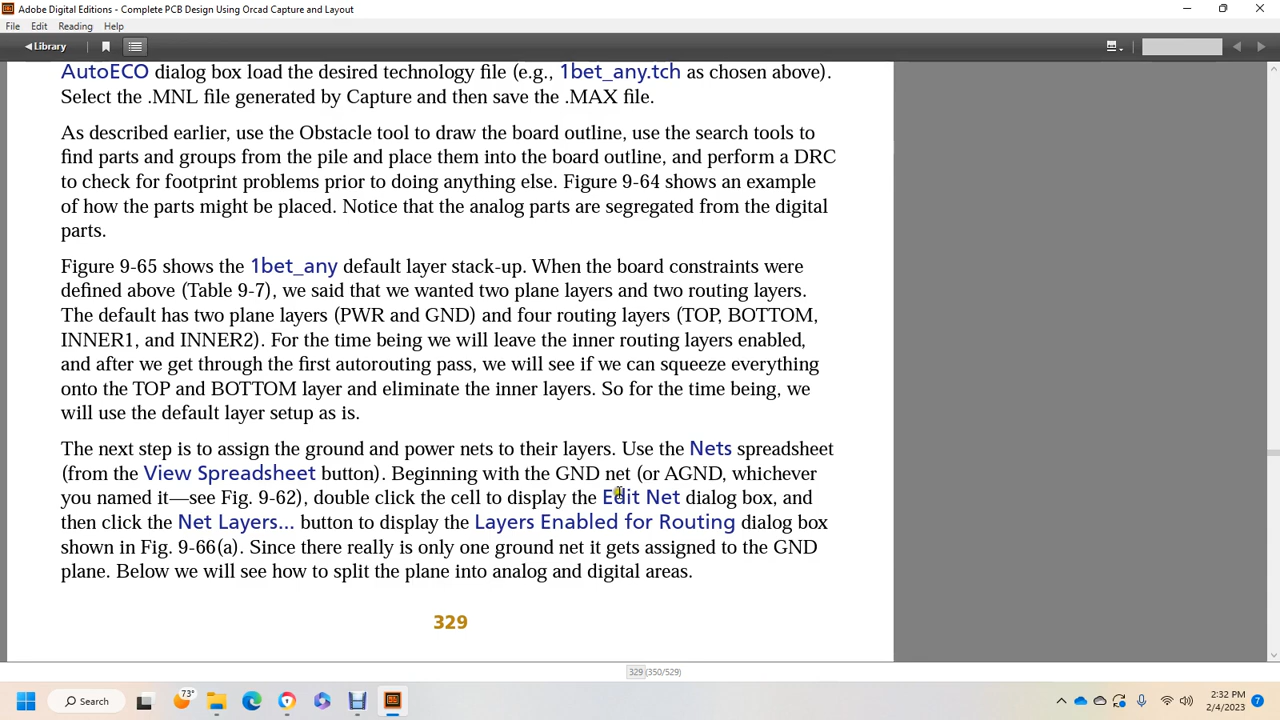 Adobe Digital Editions - Complete PCB Design Using Orcad Capture and Layout
File Edit Reading Help
Library
AutoECO dialog box load the desired technology file (e.g., 1bet_any.tch as chosen above).
Select the .MNL file generated by Capture and then save the .MAX file.
As described earlier, use the Obstacle tool to draw the board outline, use the search tools to
find parts and groups from the pile and place them into the board outline, and perform a DRC
to check for footprint problems prior to doing anything else. Figure 9-64 shows an example
of how the parts might be placed. Notice that the analog parts are segregated from the digital
parts.
Figure 9-65 shows the 1bet_any default layer stack-up. When the board constraints were
defined above (Table 9-7), we said that we wanted two plane layers and two routing layers.
The default has two plane layers (PWR and GND) and four routing layers (TOP, BOTTOM,
INNER1, and INNER2). For the time being we will leave the inner routing layers enabled,
and after we get through the first autorouting pass, we will see if we can squeeze everything
onto the TOP and BOTTOM layer and eliminate the inner layers. So for the time being, we
will use the default layer setup as is.
The next step is to assign the ground and power nets to their layers. Use the Nets spreadsheet
(from the View Spreadsheet button). Beginning with the GND net (or AGND, whichever
you named it—see Fig. 9-62), double click the cell to display the Edit Net dialog box, and
then click the Net Layers... button to display the Layers Enabled for Routing dialog box
shown in Fig. 9-66(a). Since there really is only one ground net it gets assigned to the GND
plane. Below we will see how to split the plane into analog and digital areas.
329
329 (350/529)
Search
73°
2:32 PM
2/4/2023
7